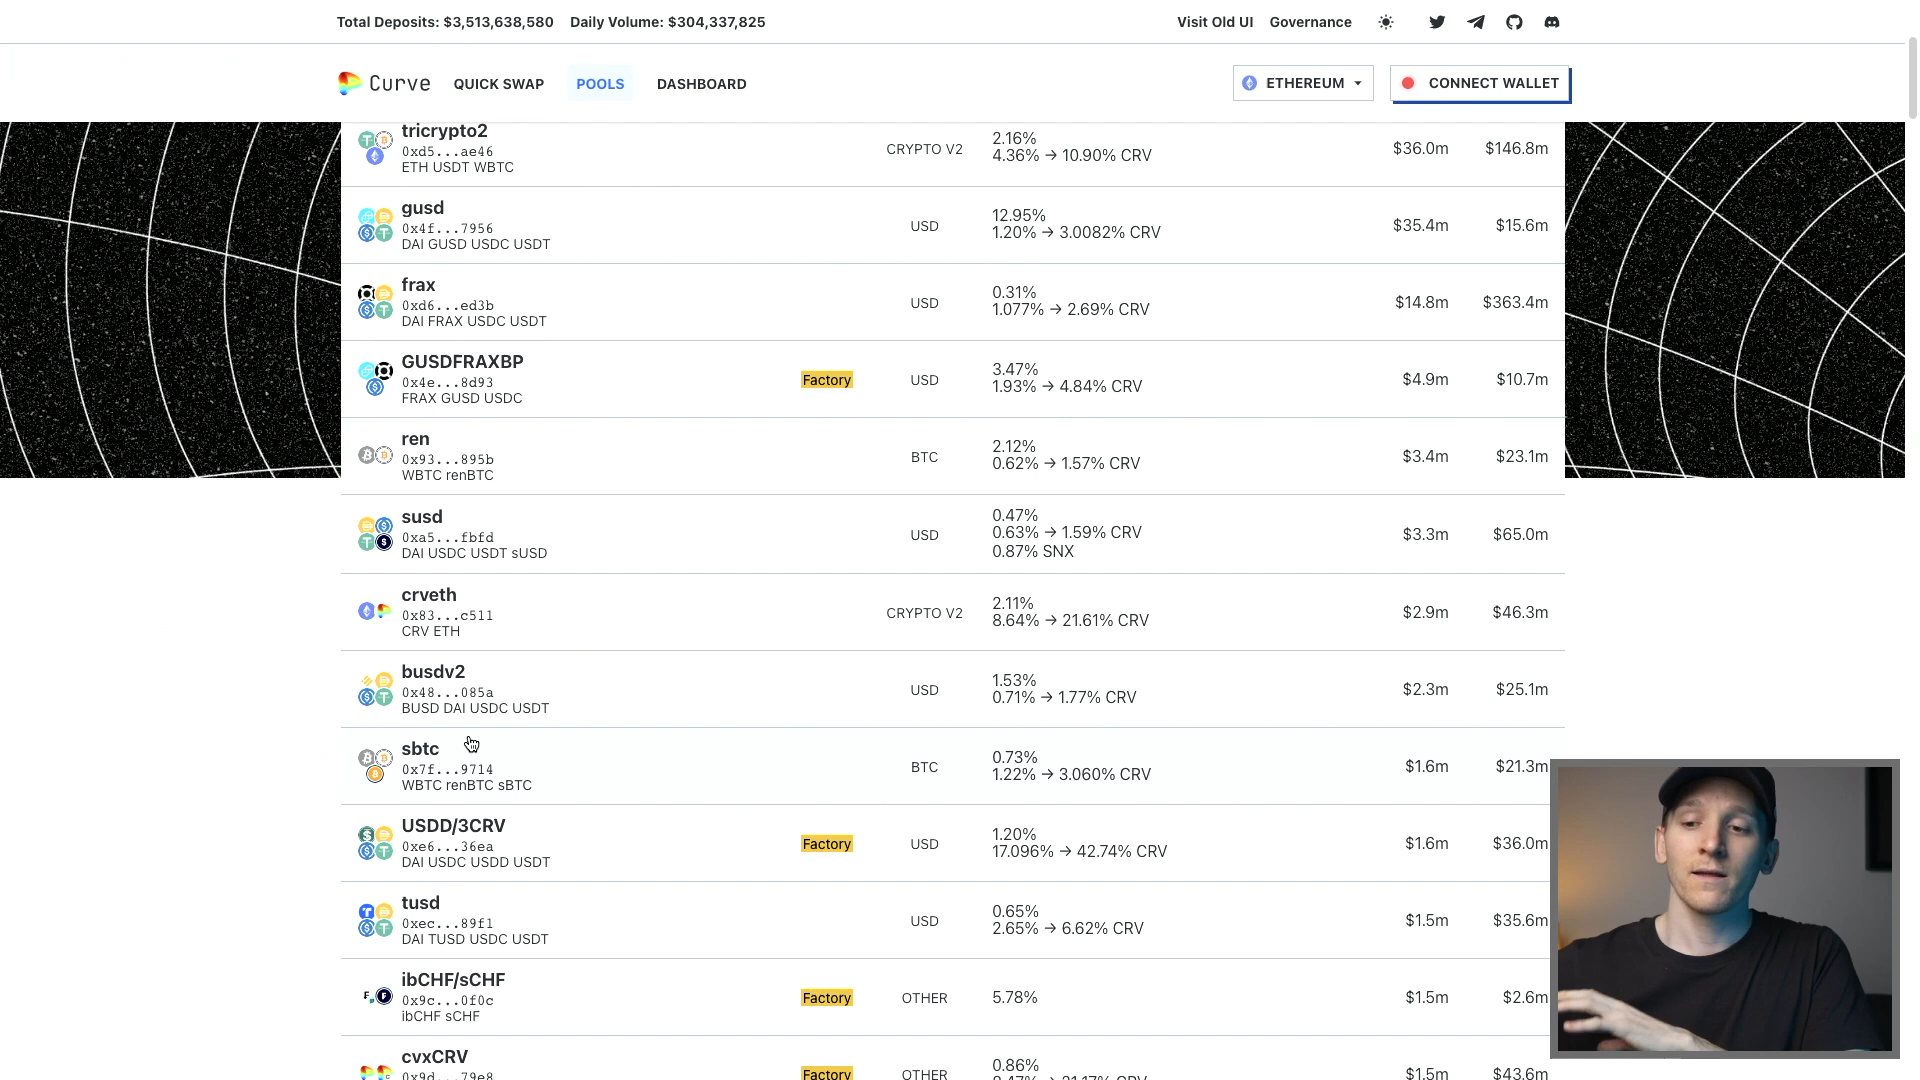 Total Deposits: $3,513,638,580 Daily Volume: $304,337,825 Visit Old UI Governance
Curve QUICK SWAP POOLS DASHBOARD ETHEREUM CONNECT WALLET
tricrypto2
0xd5...ae46
ETH USDT WBTC
CRYPTO V2
2.16%
4.36% → 10.90% CRV
$36.0m $146.8m
gusd
0x4f...7956
DAI GUSD USDC USDT
USD
12.95%
1.20% → 3.0082% CRV
$35.4m $15.6m
frax
0xd6...ed3b
DAI FRAX USDC USDT
USD
0.31%
1.077% → 2.69% CRV
$14.8m $363.4m
GUSDFRAXBP
0x4e...8d93
FRAX GUSD USDC
Factory USD
3.47%
1.93% → 4.84% CRV
$4.9m $10.7m
ren
0x93...895b
WBTC renBTC
BTC
2.12%
0.62% → 1.57% CRV
$3.4m $23.1m
susd
0xa5...fbfd
DAI USDC USDT sUSD
USD
0.47%
0.63% → 1.59% CRV
0.87% SNX
$3.3m $65.0m
crveth
0x83...c511
CRV ETH
CRYPTO V2
2.11%
8.64% → 21.61% CRV
$2.9m $46.3m
busdv2
0x48...085a
BUSD DAI USDC USDT
USD
1.53%
0.71% → 1.77% CRV
$2.3m $25.1m
sbtc
0x7f...9714
WBTC renBTC sBTC
BTC
0.73%
1.22% → 3.060% CRV
$1.6m $21.3m
USDD/3CRV
0xe6...36ea
DAI USDC USDD USDT
Factory USD
1.20%
17.096% → 42.74% CRV
$1.6m $36.0m
tusd
0xec...89f1
DAI TUSD USDC USDT
USD
0.65%
2.65% → 6.62% CRV
$1.5m $35.6m
ibCHF/sCHF
0x9c...0f0c
ibCHF sCHF
Factory OTHER
5.78%
$1.5m $2.6m
cvxCRV
0x9d...79e8
Factory OTHER
0.86%
$1.5m $43.6m